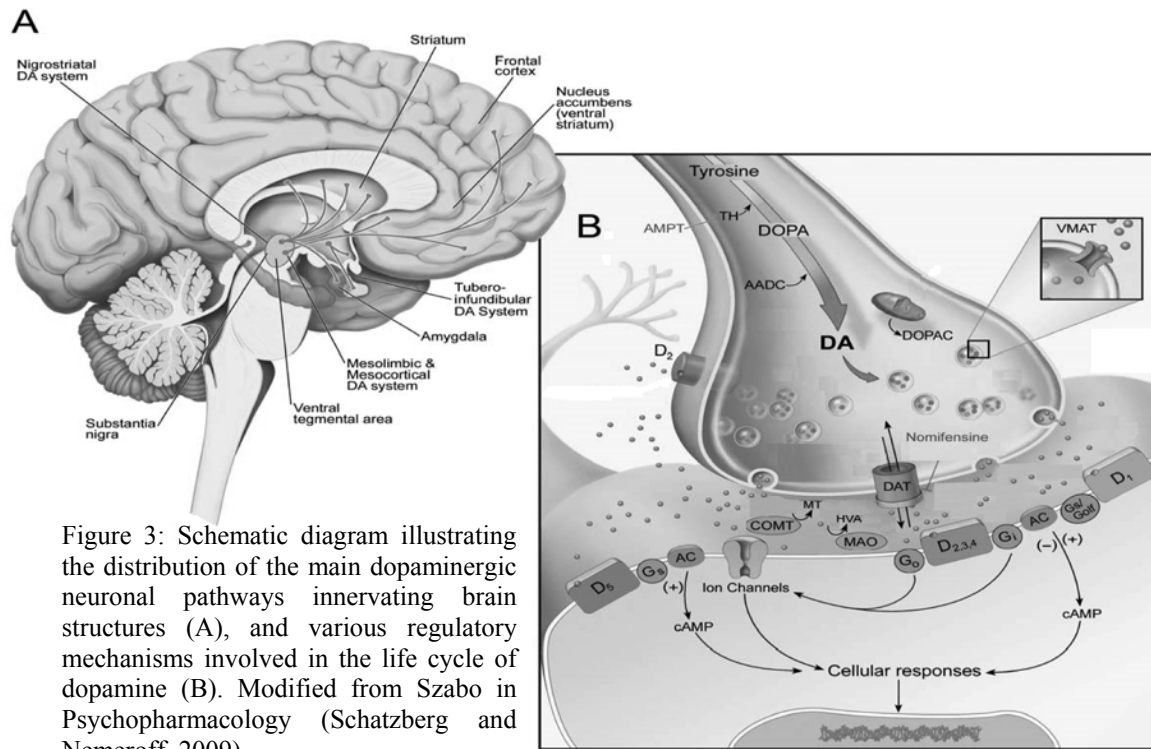 A
Striatum
Nigrostriatal
DA system
Frontal
cortex
Nucleus
accumbens
(ventral
striatum)
Tubero-
infundibular
DA System
Amygdala
Mesolimbic &
Mesocortical
DA system
Ventral
tegmental area
Substantia
nigra
B
Tyrosine
AMPT
TH
DOPA
AADC
DA
DOPAC
VMAT
D2
Nomifensine
DAT
COMT
MT
HVA
MAO
D1
Gs/
Golf
AC
(+)
(−)
Gi
D2,3,4
Go
Ion Channels
AC
Gs
D5
(+)
cAMP
cAMP
Cellular responses
Figure 3: Schematic diagram illustrating
the distribution of the main dopaminergic
neuronal pathways innervating brain
structures (A), and various regulatory
mechanisms involved in the life cycle of
dopamine (B). Modified from Szabo in
Psychopharmacology (Schatzberg and
Nemeroff, 2009)